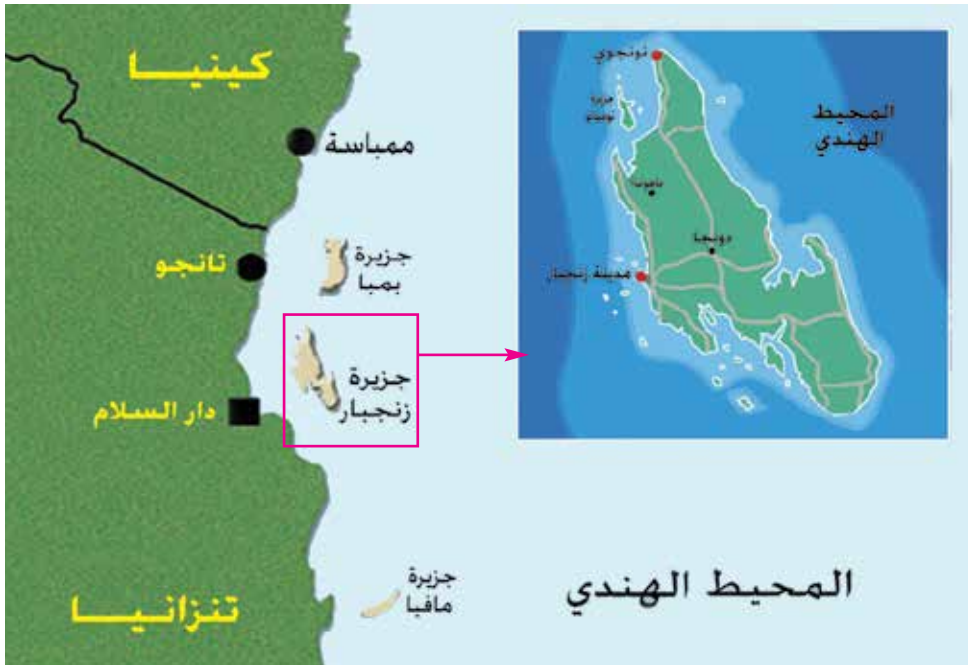 كينيا
ممباسة
تانجو
جزيرة
بمبا
جزيرة
زنجبار
دار السلام
جزيرة
مافيا
تنزانيا
المحيط الهندي
نونجوي
جزيرة
المحيط
الهندي
دونجا
مدينة زنجبار